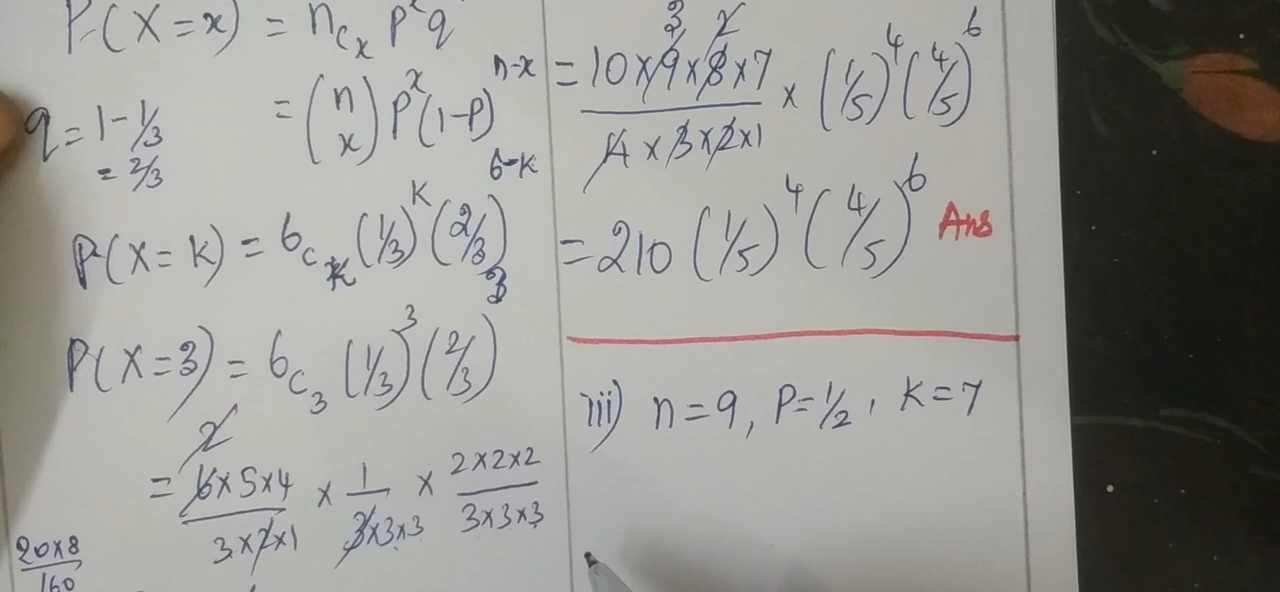 P(X=x) = nCx p^x q^n-x
= (n x) p^x (1-p)^n-x
q = 1 - 1/3
= 2/3
P(X=K) = 6CK (1/3)^K (2/3)^6-K
P(X=3) = 6C3 (1/3)^3 (2/3)^3
2
= 6×5×4 / 3×2×1 × 1 / 3×3×3 × 2×2×2 / 3×3×3
20×8 / 160
3 2
= 10×9×8×7 / 4×3×2×1 × (1/5)^4 (4/5)^6
= 210 (1/5)^4 (4/5)^6 Ans
iii) n=9, P=1/2, K=7